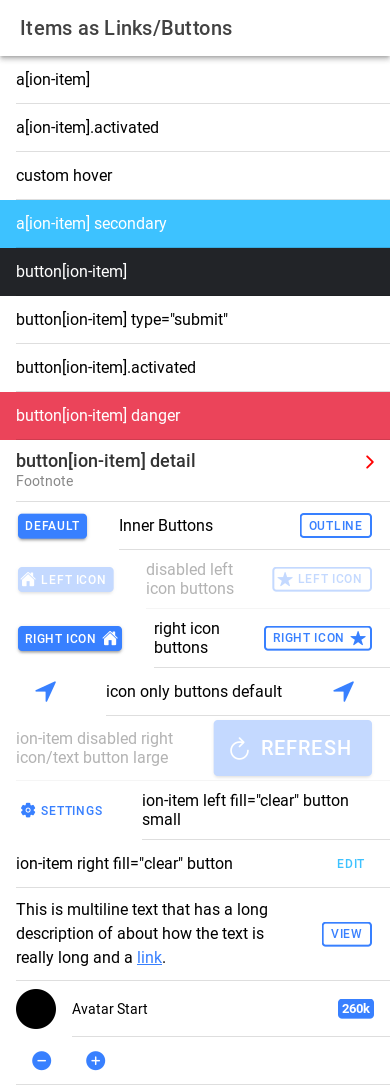 Items as Links/Buttons
a[ion-item]
a[ion-item].activated
custom hover
a[ion-item] secondary
button[ion-item]
button[ion-item] type="submit"
button[ion-item].activated
button[ion-item] danger
button[ion-item] detail
Footnote
DEFAULT Inner Buttons OUTLINE
LEFT ICON disabled left icon buttons LEFT ICON
RIGHT ICON right icon buttons RIGHT ICON
icon only buttons default
ion-item disabled right
icon/text button large
REFRESH
SETTINGS
ion-item left fill="clear" button
small
ion-item right fill="clear" button EDIT
This is multiline text that has a long
description of about how the text is
really long and a link.
VIEW
Avatar Start 260k